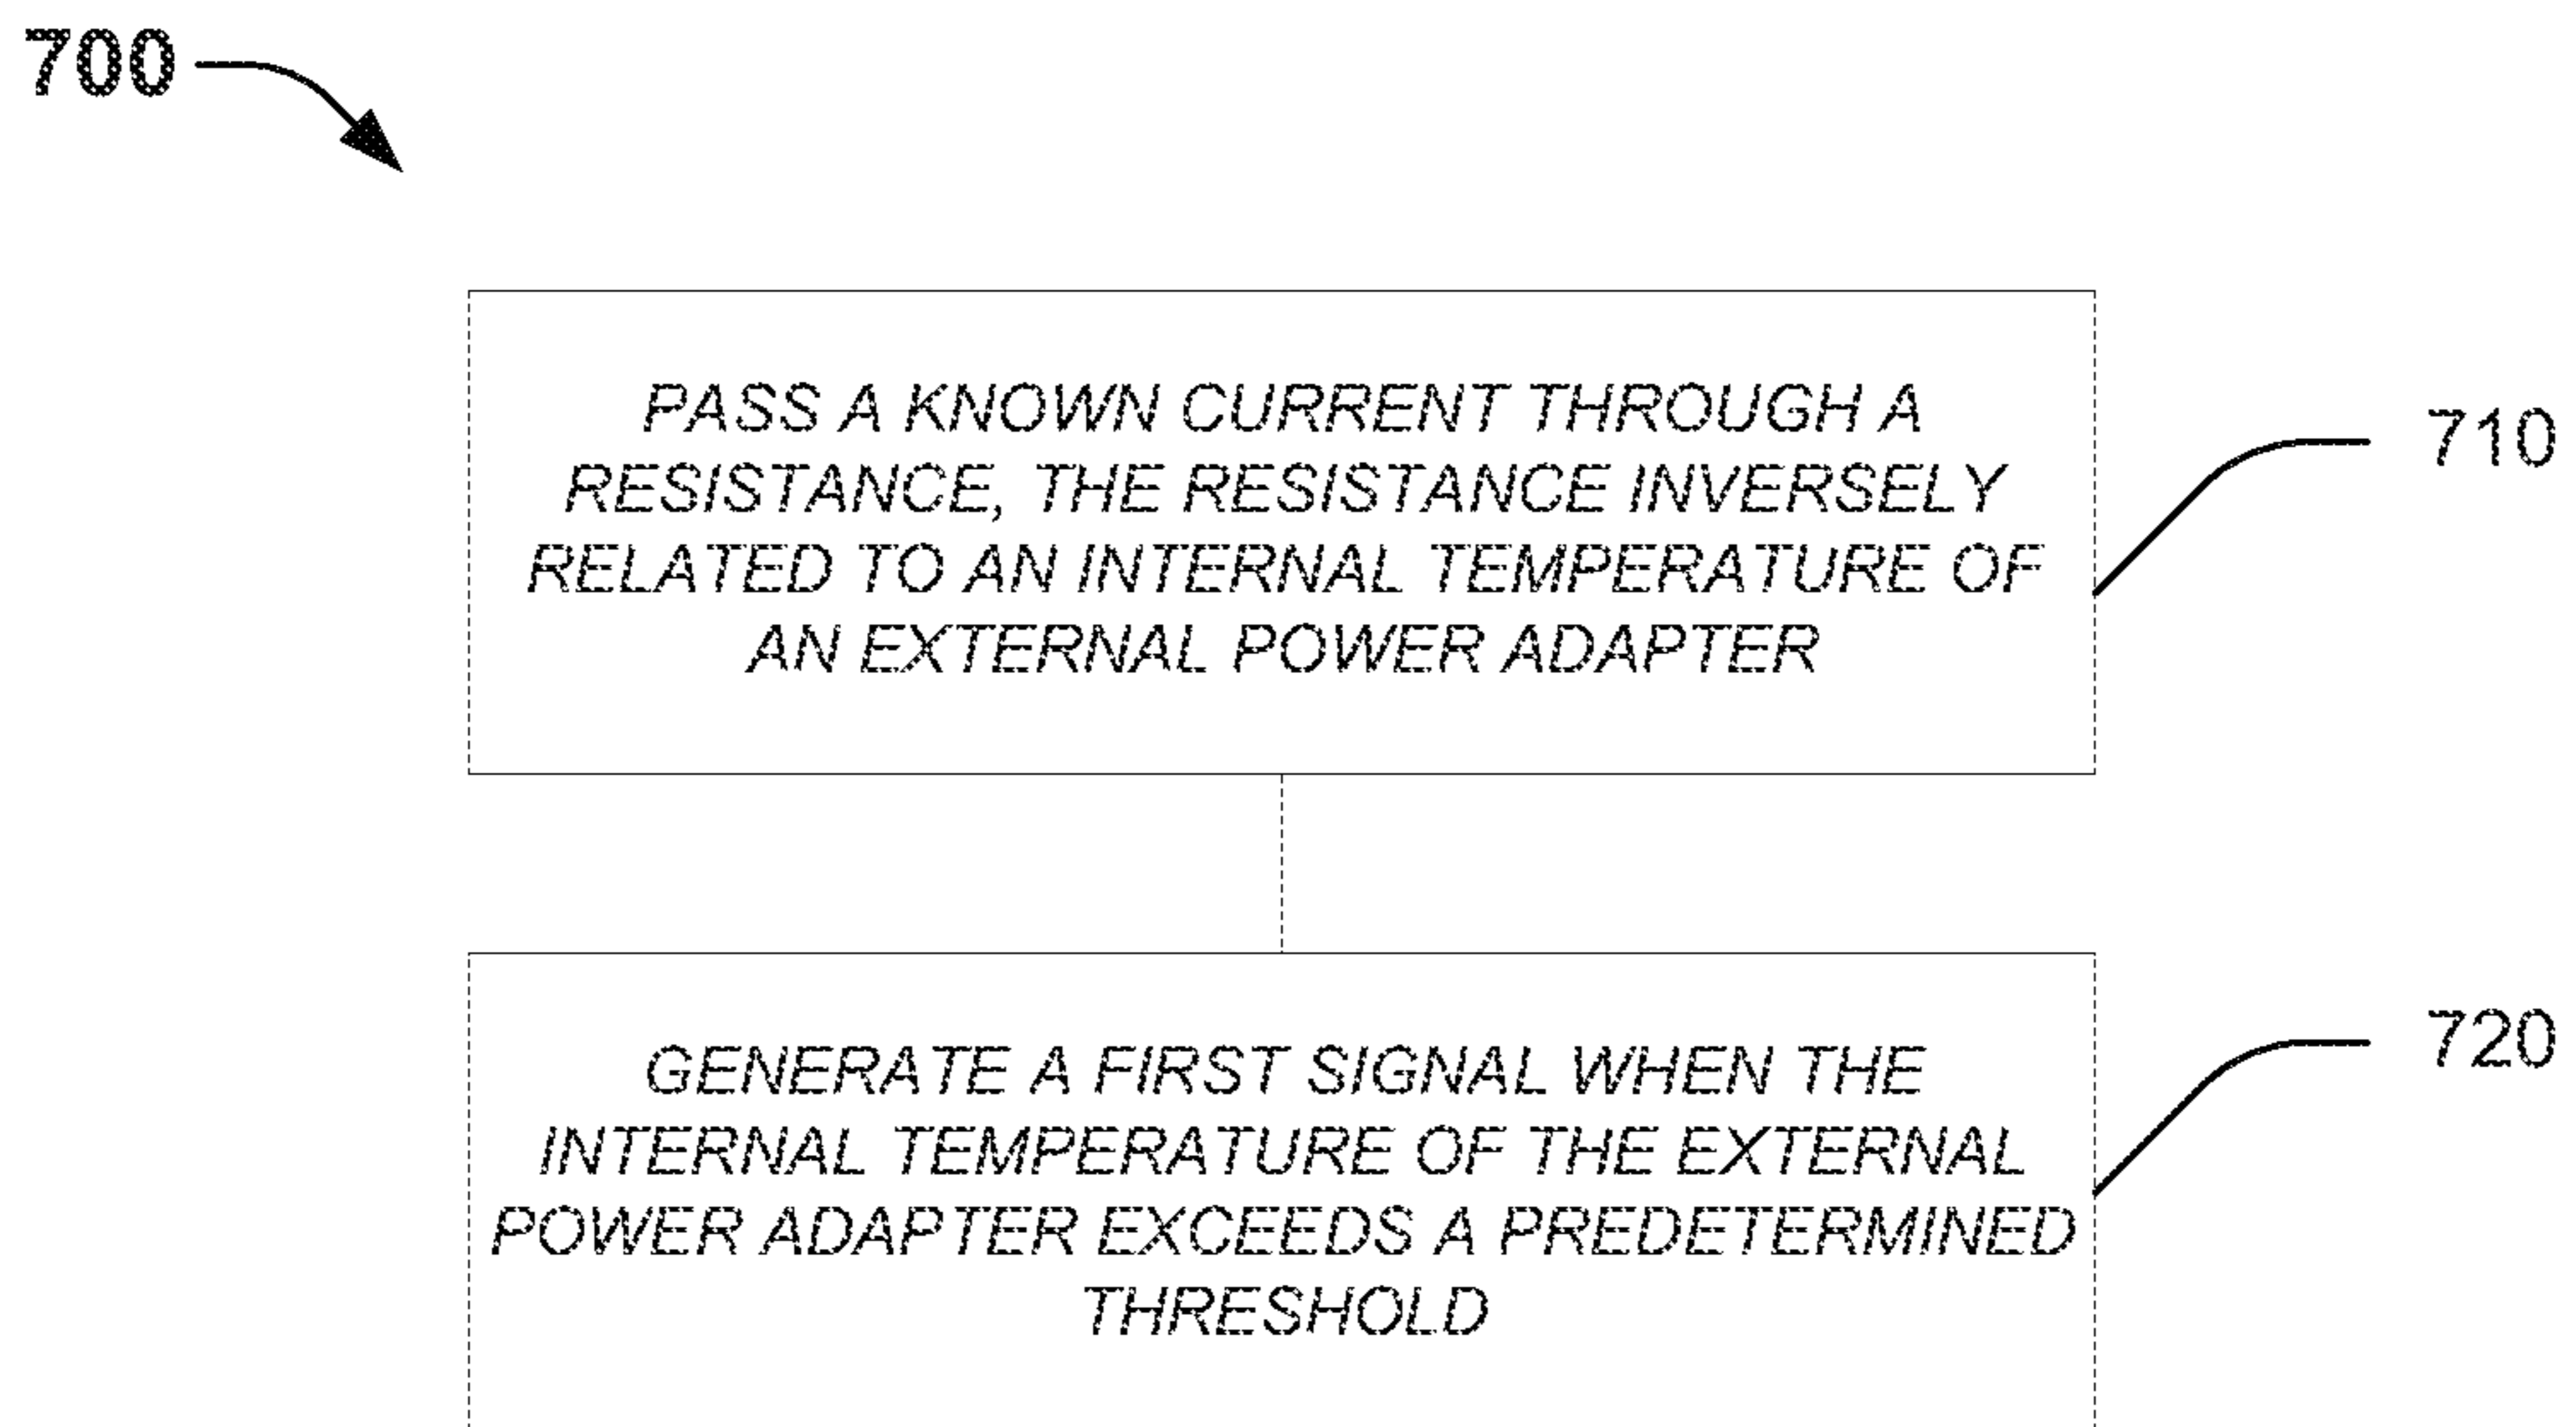 700
PASS A KNOWN CURRENT THROUGH A
RESISTANCE, THE RESISTANCE INVERSELY
RELATED TO AN INTERNAL TEMPERATURE OF
AN EXTERNAL POWER ADAPTER
710
GENERATE A FIRST SIGNAL WHEN THE
INTERNAL TEMPERATURE OF THE EXTERNAL
POWER ADAPTER EXCEEDS A PREDETERMINED
THRESHOLD
720